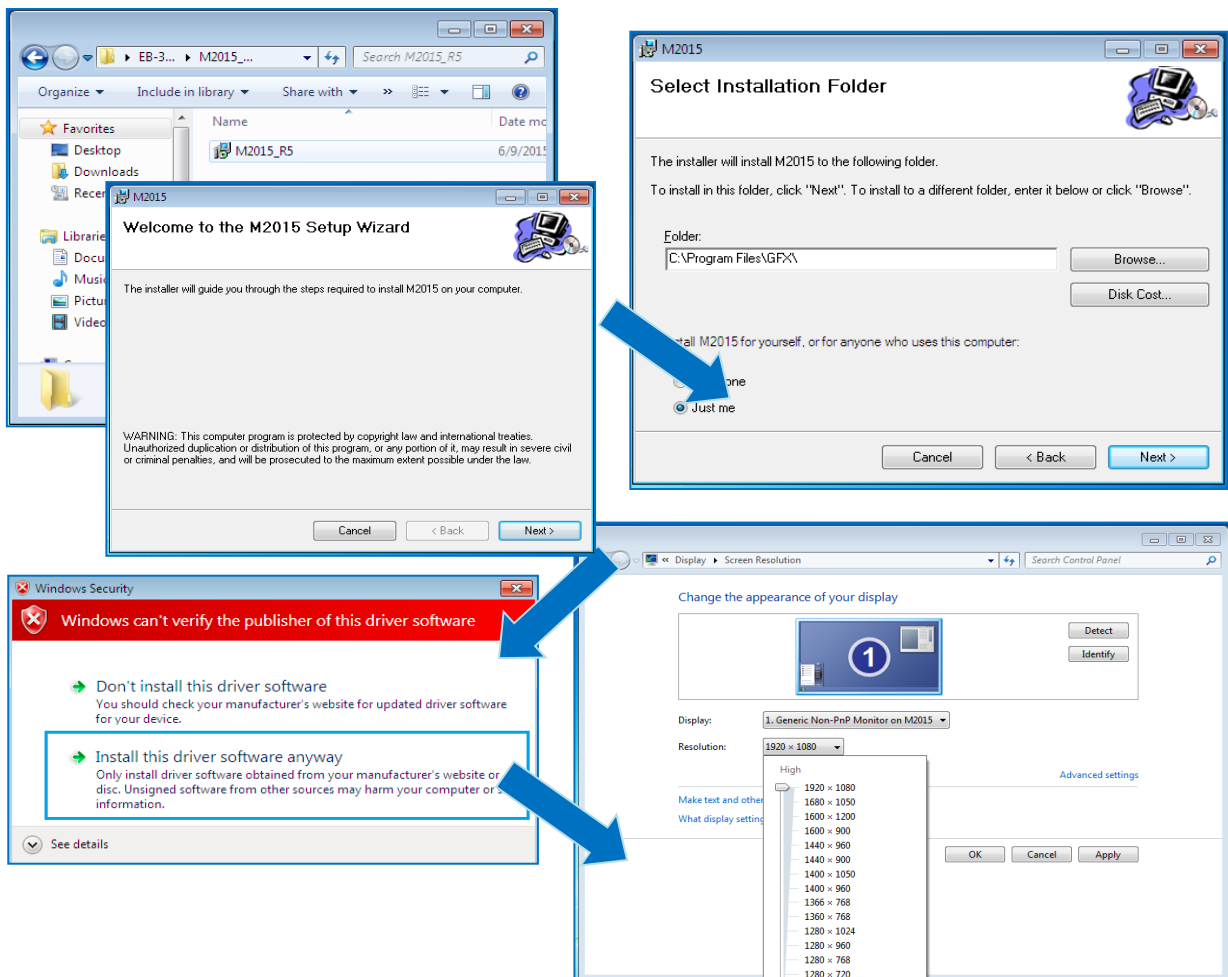 EB-3... M2015_...
Search M2015_R5
Organize
Include in library
Share with
»
Favorites
Desktop
Downloads
Name
Date
M2015_R5
6/9/2015
M2015
Welcome to the M2015 Setup Wizard
The installer will guide you through the steps required to install M2015 on your computer.
WARNING: This computer program is protected by copyright law and international treaties.
Unauthorized duplication or distribution of this program, or any portion of it, may result in severe civil
or criminal penalties, and will be prosecuted to the maximum extent possible under the law.
Cancel
< Back
Next >
M2015
Select Installation Folder
The installer will install M2015 to the following folder.
To install in this folder, click "Next". To install to a different folder, enter it below or click "Browse".
Folder:
C:\Program Files\GFX\
Browse...
Disk Cost...
M2015 for yourself, or for anyone who uses this computer:
Just me
Cancel
< Back
Next >
Windows Security
Windows can't verify the publisher of this driver software
Don't install this driver software
You should check your manufacturer's website for updated driver software
for your device.
Install this driver software anyway
Only install driver software obtained from your manufacturer's website or
disc. Unsigned software from other sources may harm your computer or
information.
See details
« Display Screen Resolution
Search Control Panel
Change the appearance of your display
1
Detect
Identify
Display:
1. Generic Non-PnP Monitor on M2015
Resolution:
1920 × 1080
High
1920 × 1080
1680 × 1050
1600 × 1200
1600 × 900
1440 × 960
1440 × 900
1400 × 1050
1400 × 960
1366 × 768
1360 × 768
1280 × 1024
1280 × 960
1280 × 768
1280 × 720
Advanced settings
Make text and other
What display
OK
Cancel
Apply